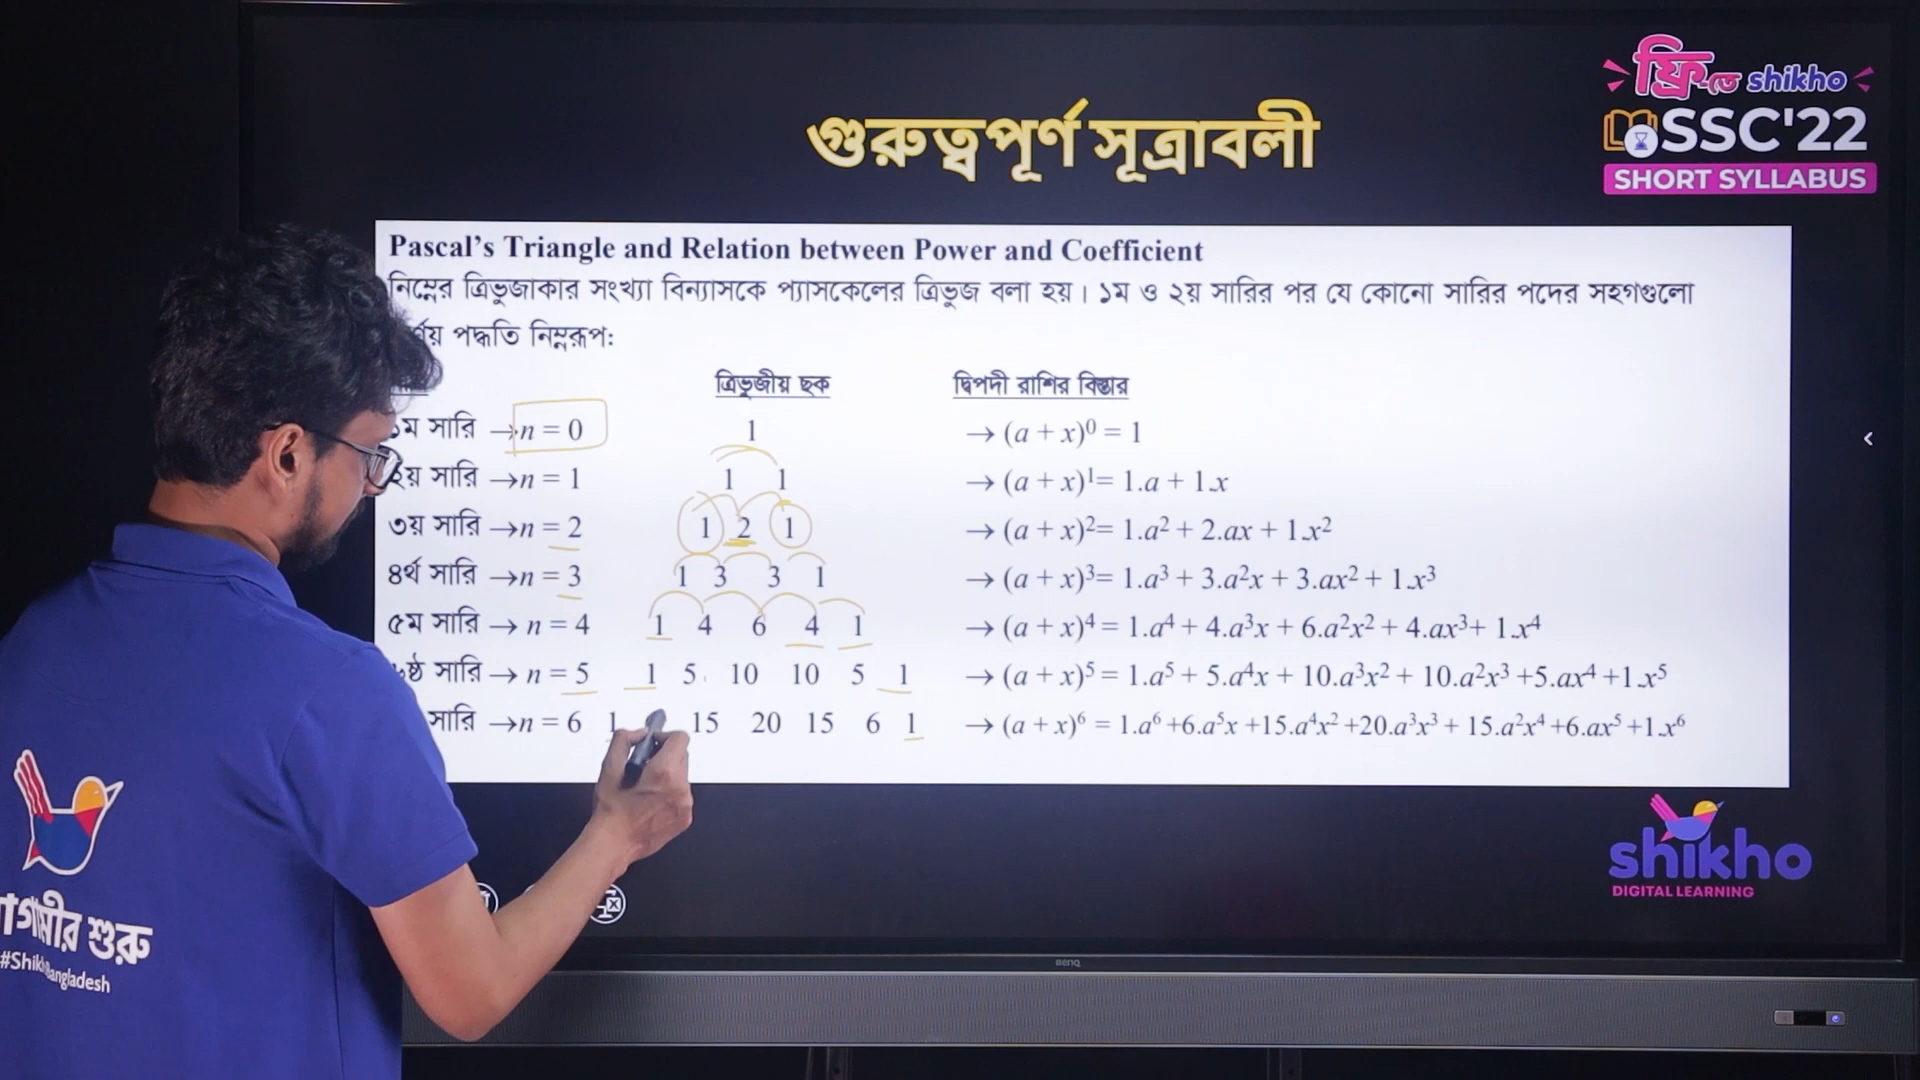 ফ্রি-তে shikho
SSC'22
SHORT SYLLABUS
গুরুত্বপূর্ণ সূত্রাবলী
Pascal's Triangle and Relation between Power and Coefficient
নিম্নের ত্রিভুজাকার সংখ্যা বিন্যাসকে প্যাসকেলের ত্রিভুজ বলা হয়। ১ম ও ২য় সারির পর যে কোনো সারির পদের সহগগুলো
পদ্ধতি নিম্নরূপ:
ত্রিভুজীয় ছক দ্বিপদী রাশির বিস্তার
১ম সারি → n = 0 1 → (a + x)⁰ = 1
২য় সারি → n = 1 1 1 → (a + x)¹= 1.a + 1.x
৩য় সারি → n = 2 1 2 1 → (a + x)²= 1.a² + 2.ax + 1.x²
৪র্থ সারি → n = 3 1 3 3 1 → (a + x)³= 1.a³ + 3.a²x + 3.ax² + 1.x³
৫ম সারি → n = 4 1 4 6 4 1 → (a + x)⁴ = 1.a⁴ + 4.a³x + 6.a²x² + 4.ax³+ 1.x⁴
সারি → n = 5 1 5 10 10 5 1 → (a + x)⁵ = 1.a⁵ + 5.a⁴x + 10.a³x² + 10.a²x³ +5.ax⁴ +1.x⁵
সারি → n = 6 1 15 20 15 6 1 → (a + x)⁶ = 1.a⁶ +6.a⁵x +15.a⁴x² +20.a³x³ + 15.a²x⁴ +6.ax⁵ +1.x⁶
shikho
DIGITAL LEARNING
BenQ
শুরু